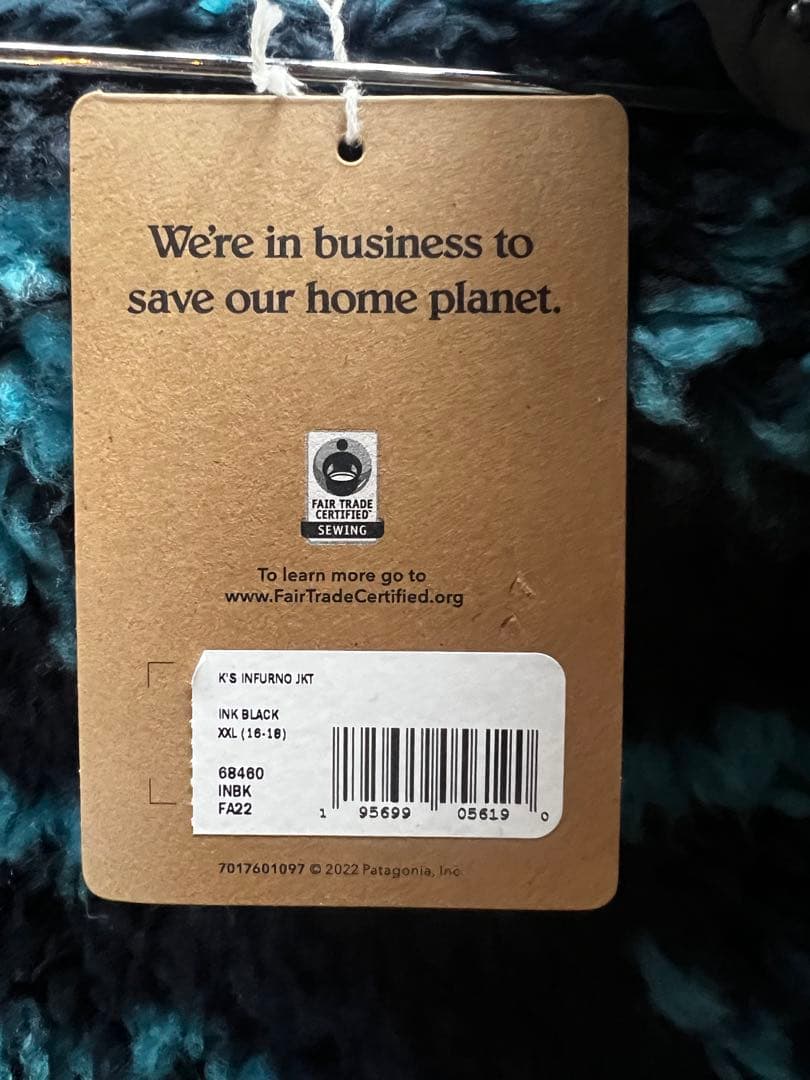 We're in business to
save our home planet.
FAIR TRADE
CERTIFIED™
SEWING
To learn more go to
www.FairTradeCertified.org
K'S INFURNO JKT
INK BLACK
XXL (16-18)
68460
INBK
FA22
1 95699 05619 0
7017601097 © 2022 Patagonia, Inc.